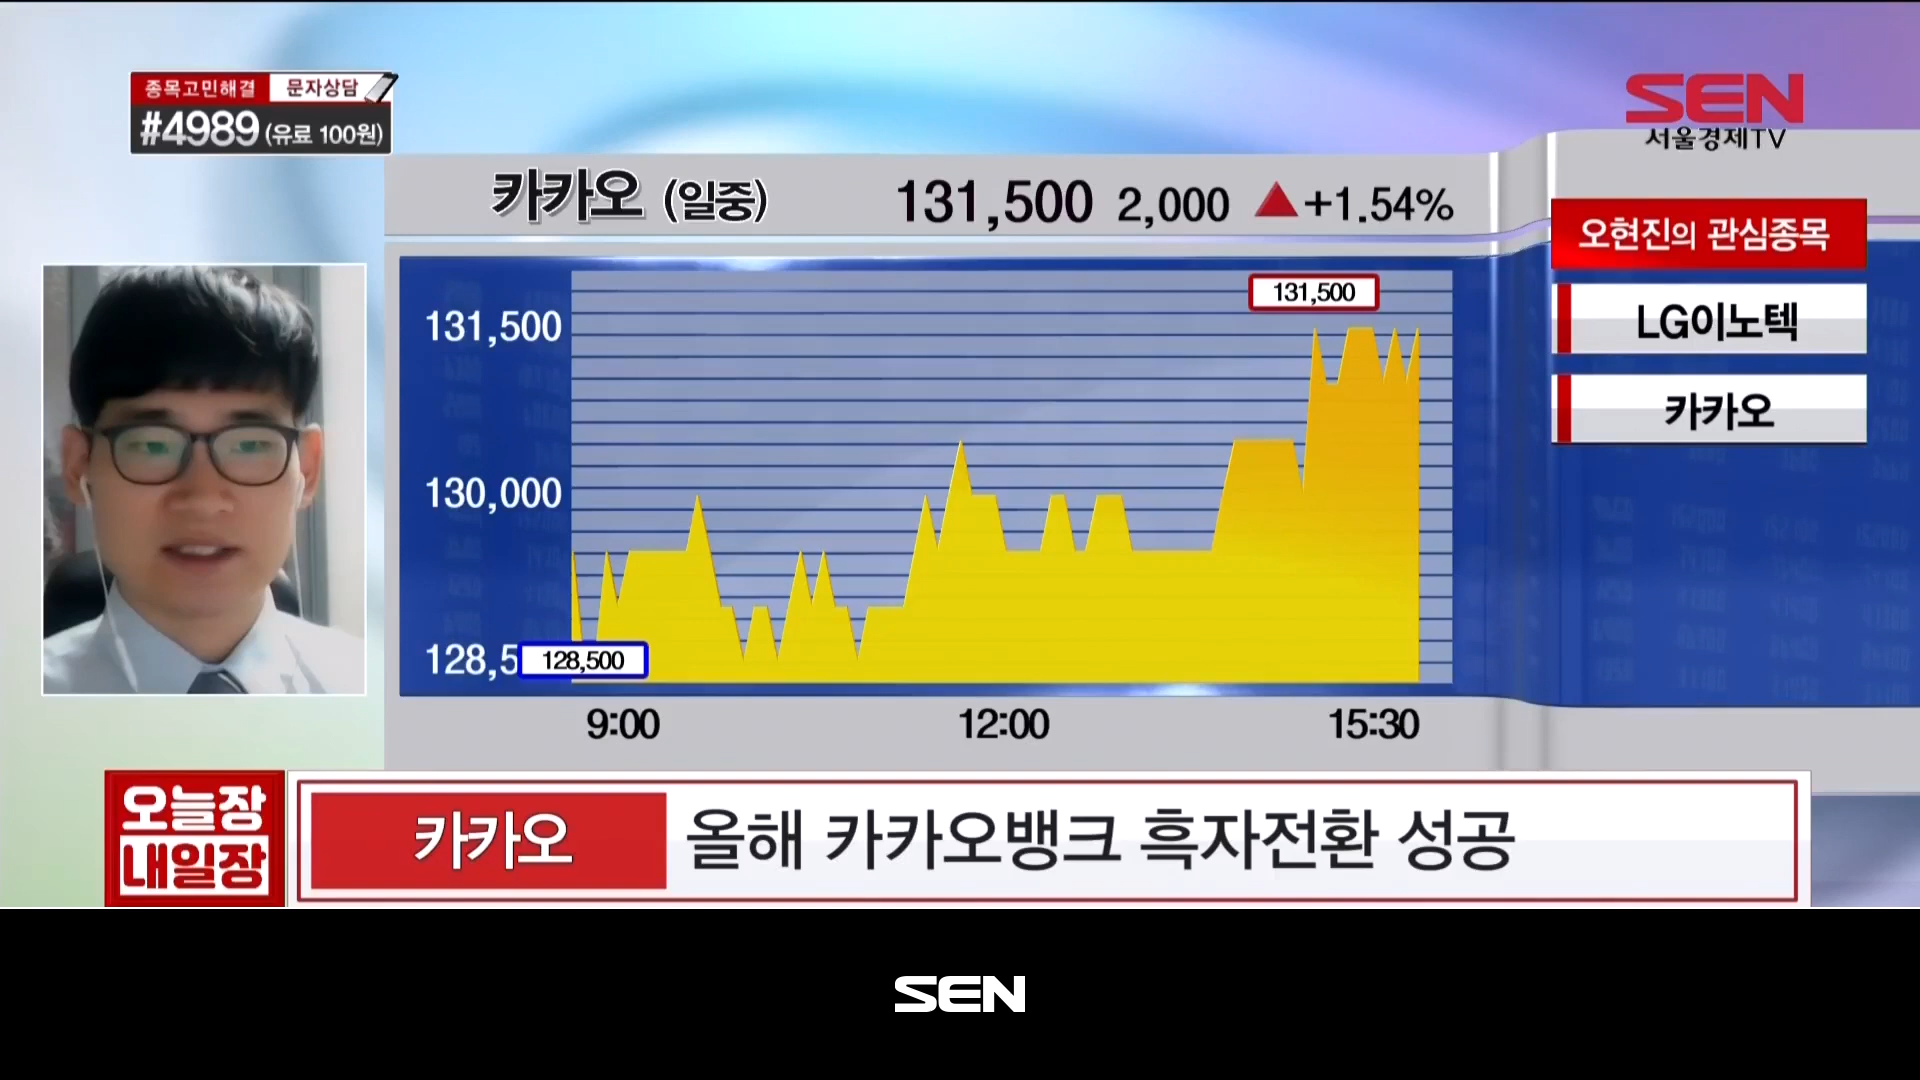 종목고민해결 문자상담
#4989 (유료 100원)
SEN
서울경제TV
카카오 (일중) 131,500 2,000 ▲+1.54%
오현진의 관심종목
LG이노텍
카카오
131,500
131,500
130,000
128,5
128,500
9:00 12:00 15:30
오늘장
내일장
카카오 올해 카카오뱅크 흑자전환 성공
SEN